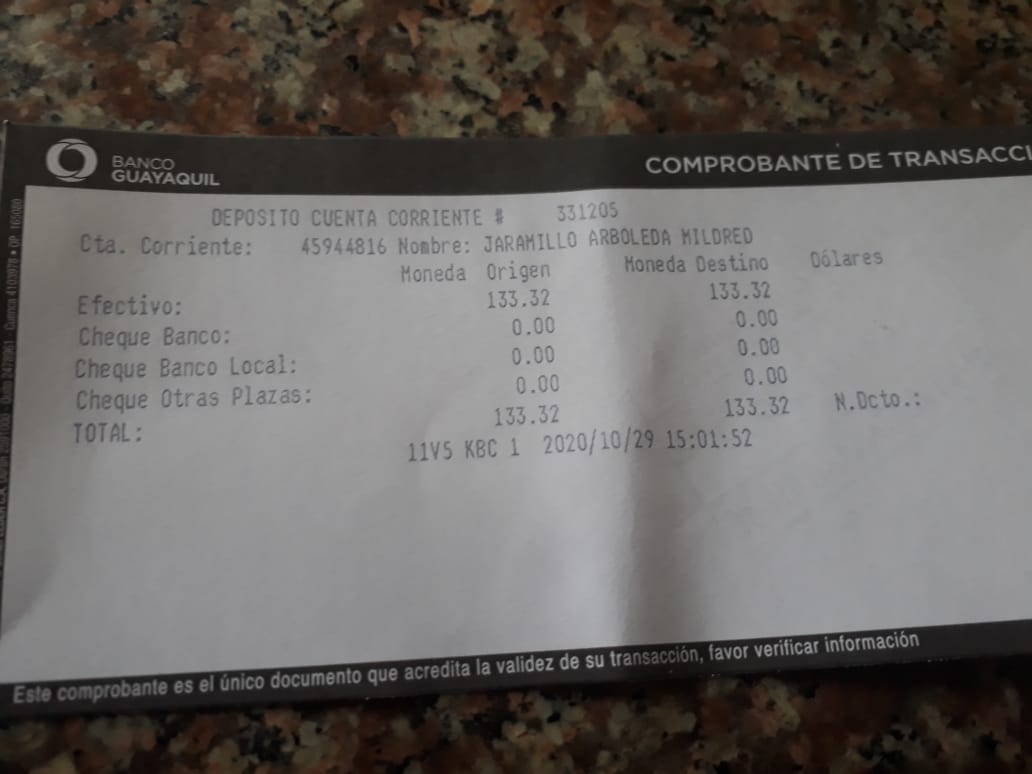 BANCO
GUAYAQUIL
COMPROBANTE DE TRANSACCI
DEPOSITO CUENTA CORRIENTE # 331205
Cta. Corriente: 45944816 Nombre: JARAMILLO ARBOLEDA MILDRED
Moneda Origen Moneda Destino Dólares
Efectivo: 133.32 133.32
Cheque Banco: 0.00 0.00
Cheque Banco Local: 0.00 0.00
Cheque Otras Plazas: 0.00 0.00
TOTAL: 133.32 133.32 N.Dcto.:
11V5 KBC 1 2020/10/29 15:01:52
Este comprobante es el único documento que acredita la validez de su transacción, favor verificar información